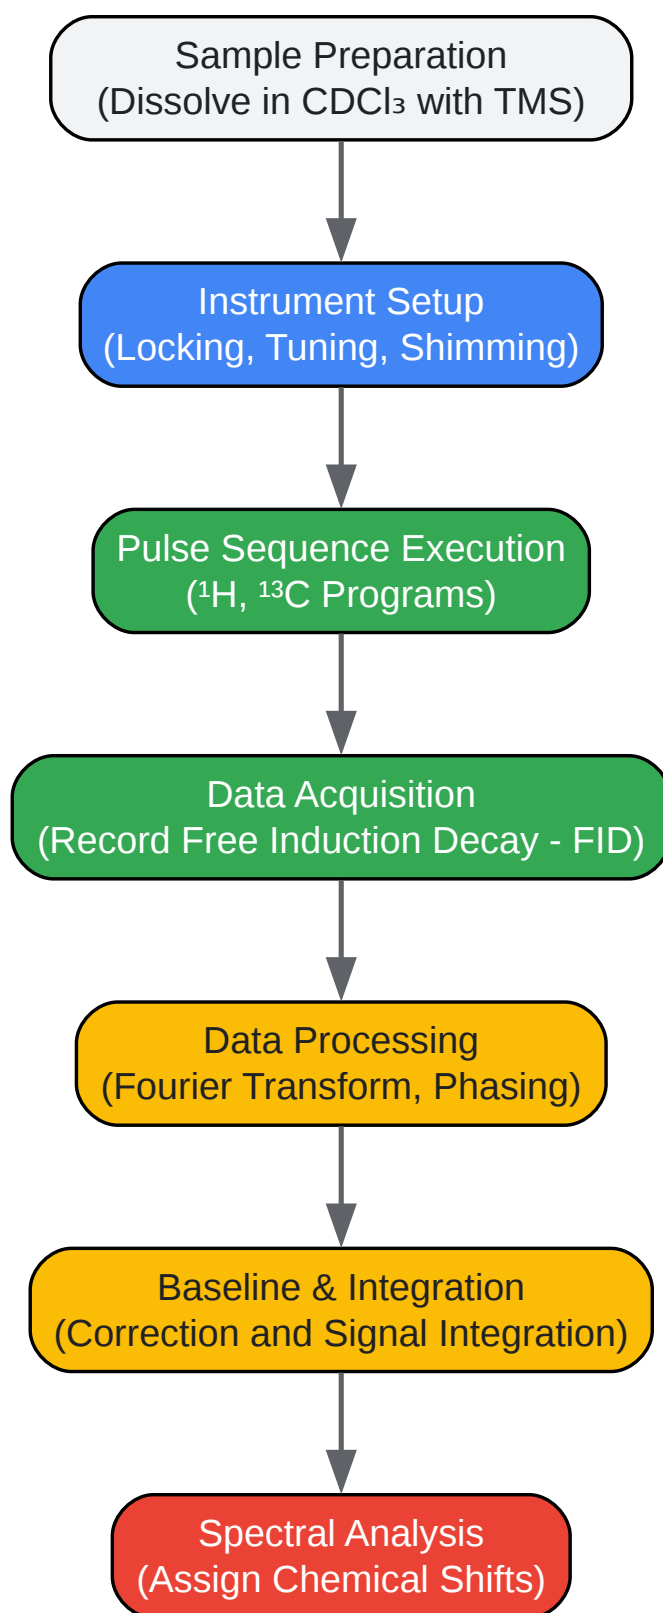 Sample Preparation
(Dissolve in CDCl₃ with TMS)
Instrument Setup
(Locking, Tuning, Shimming)
Pulse Sequence Execution
(¹H, ¹³C Programs)
Data Acquisition
(Record Free Induction Decay - FID)
Data Processing
(Fourier Transform, Phasing)
Baseline & Integration
(Correction and Signal Integration)
Spectral Analysis
(Assign Chemical Shifts)